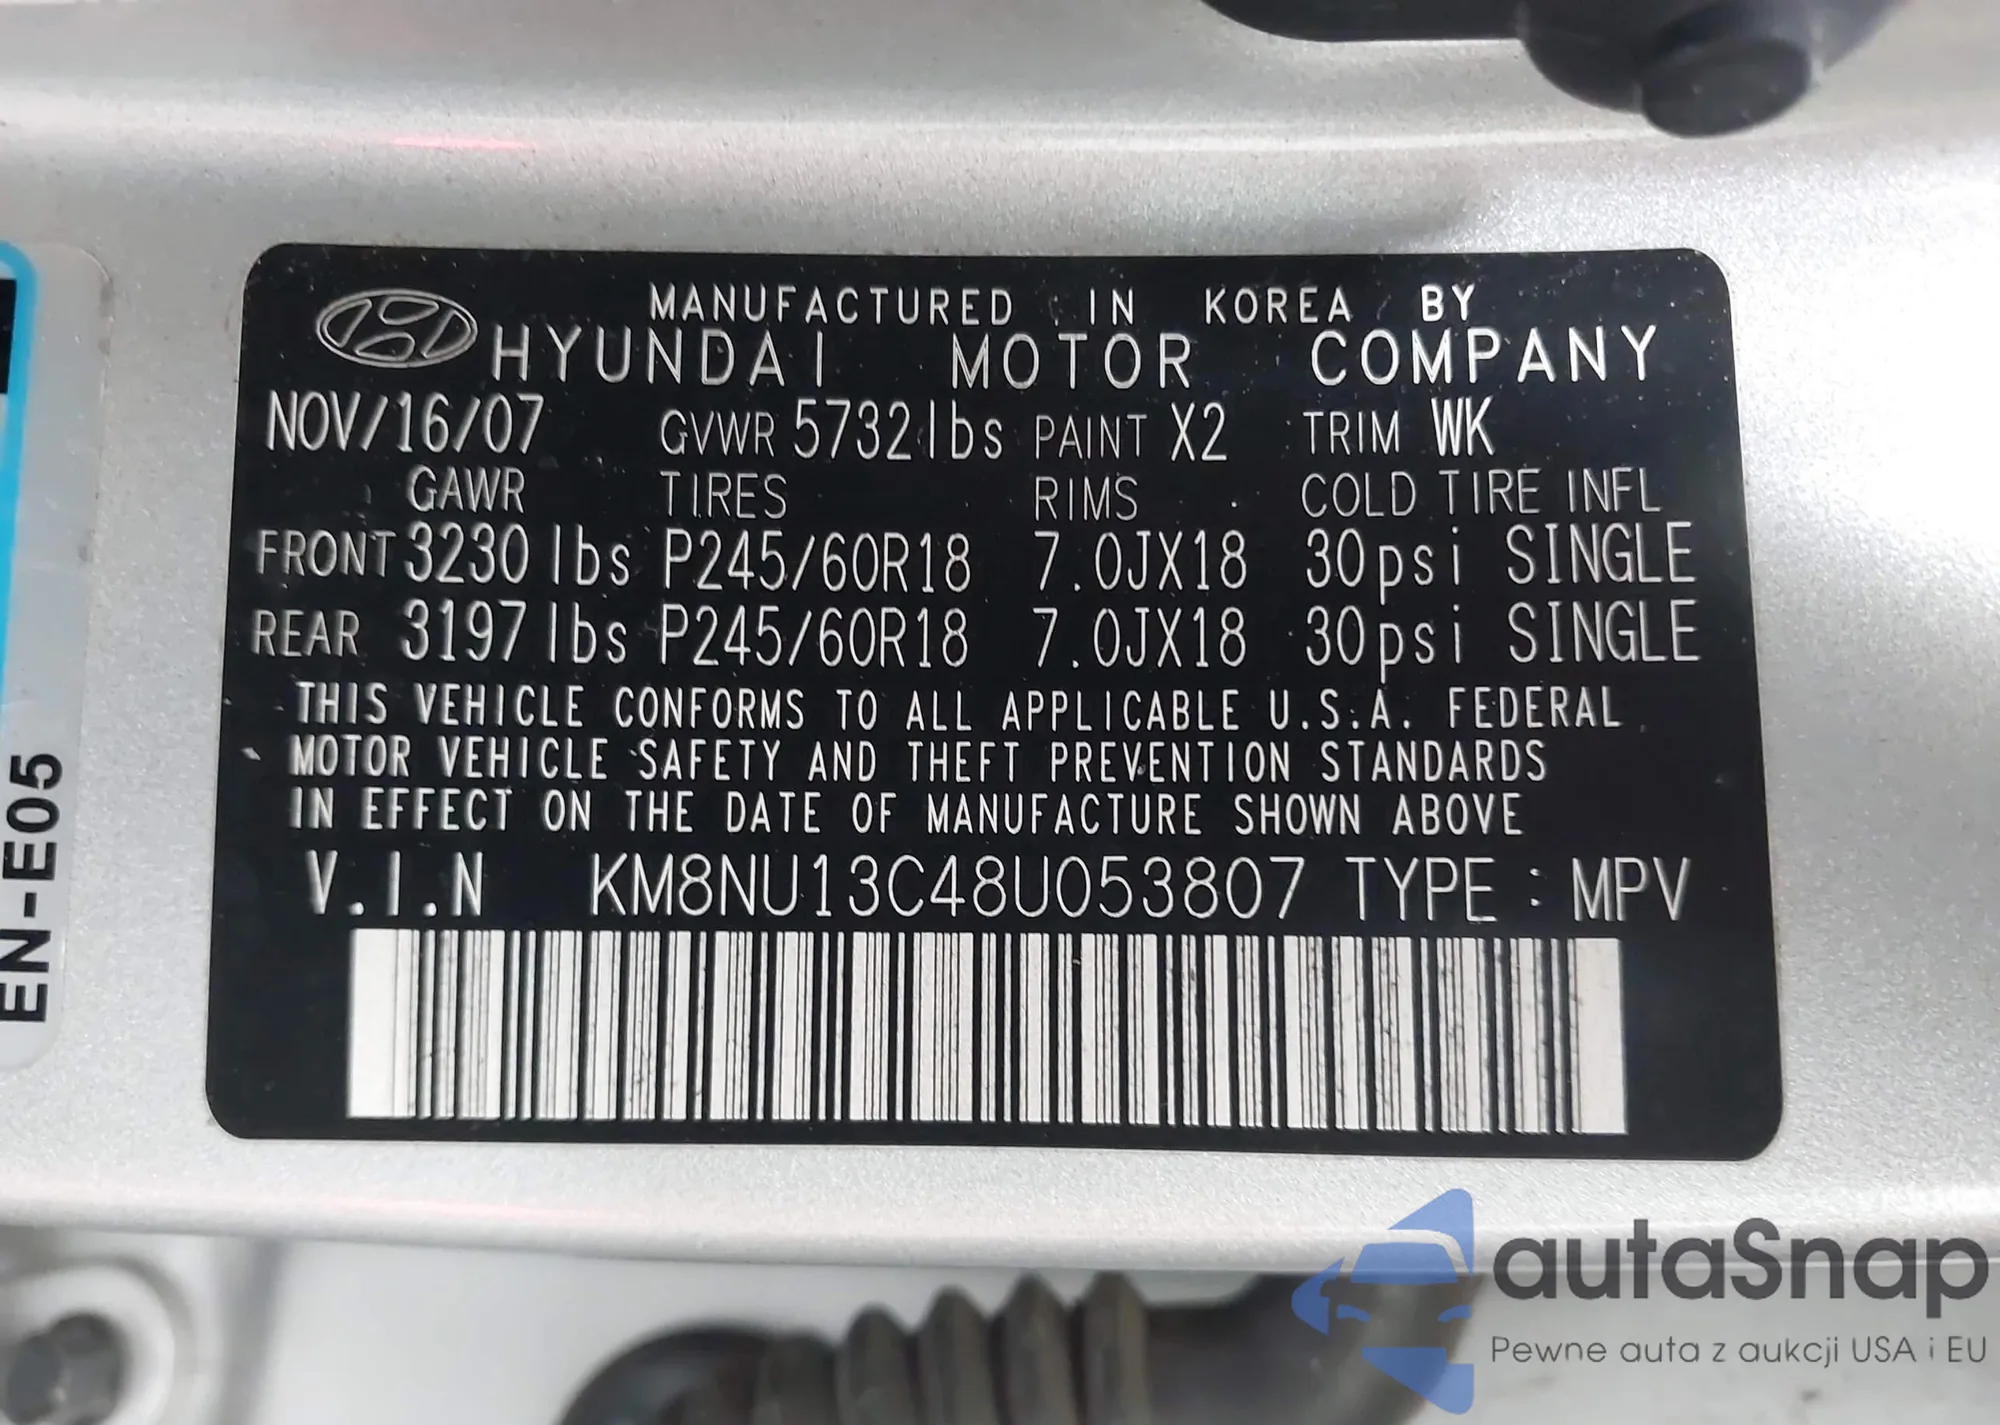 MANUFACTURED IN KOREA BY
HYUNDAI MOTOR COMPANY
NOV/16/07 GVWR 5732lbs PAINT X2 TRIM WK
GAWR TIRES RIMS COLD TIRE INFL
FRONT 3230 lbs P245/60R18 7.0JX18 30psi SINGLE
REAR 3197 lbs P245/60R18 7.0JX18 30psi SINGLE
THIS VEHICLE CONFORMS TO ALL APPLICABLE U.S.A. FEDERAL
MOTOR VEHICLE SAFETY AND THEFT PREVENTION STANDARDS
IN EFFECT ON THE DATE OF MANUFACTURE SHOWN ABOVE
V.I.N KM8NU13C48U053807 TYPE : MPV
EN-E05
autaSnap
Pewne auta z aukcji USA i EU